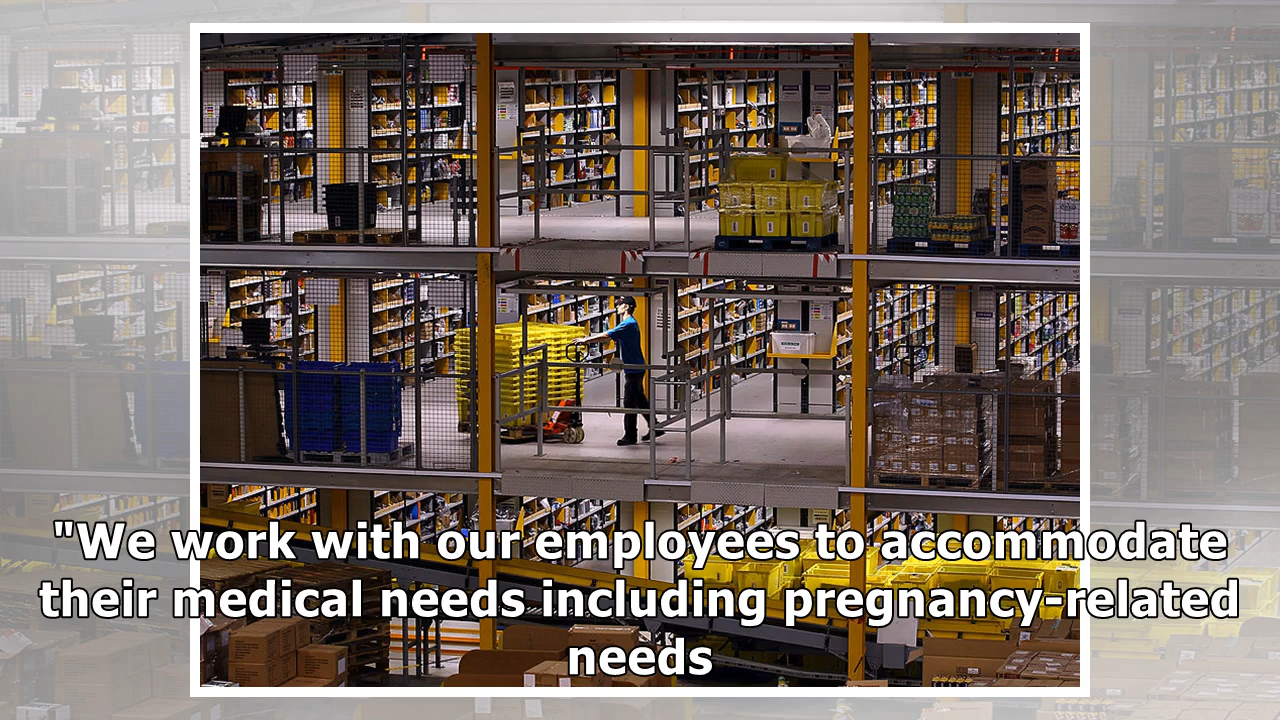 "We work with our employees to accommodate
their medical needs including pregnancy-related
needs